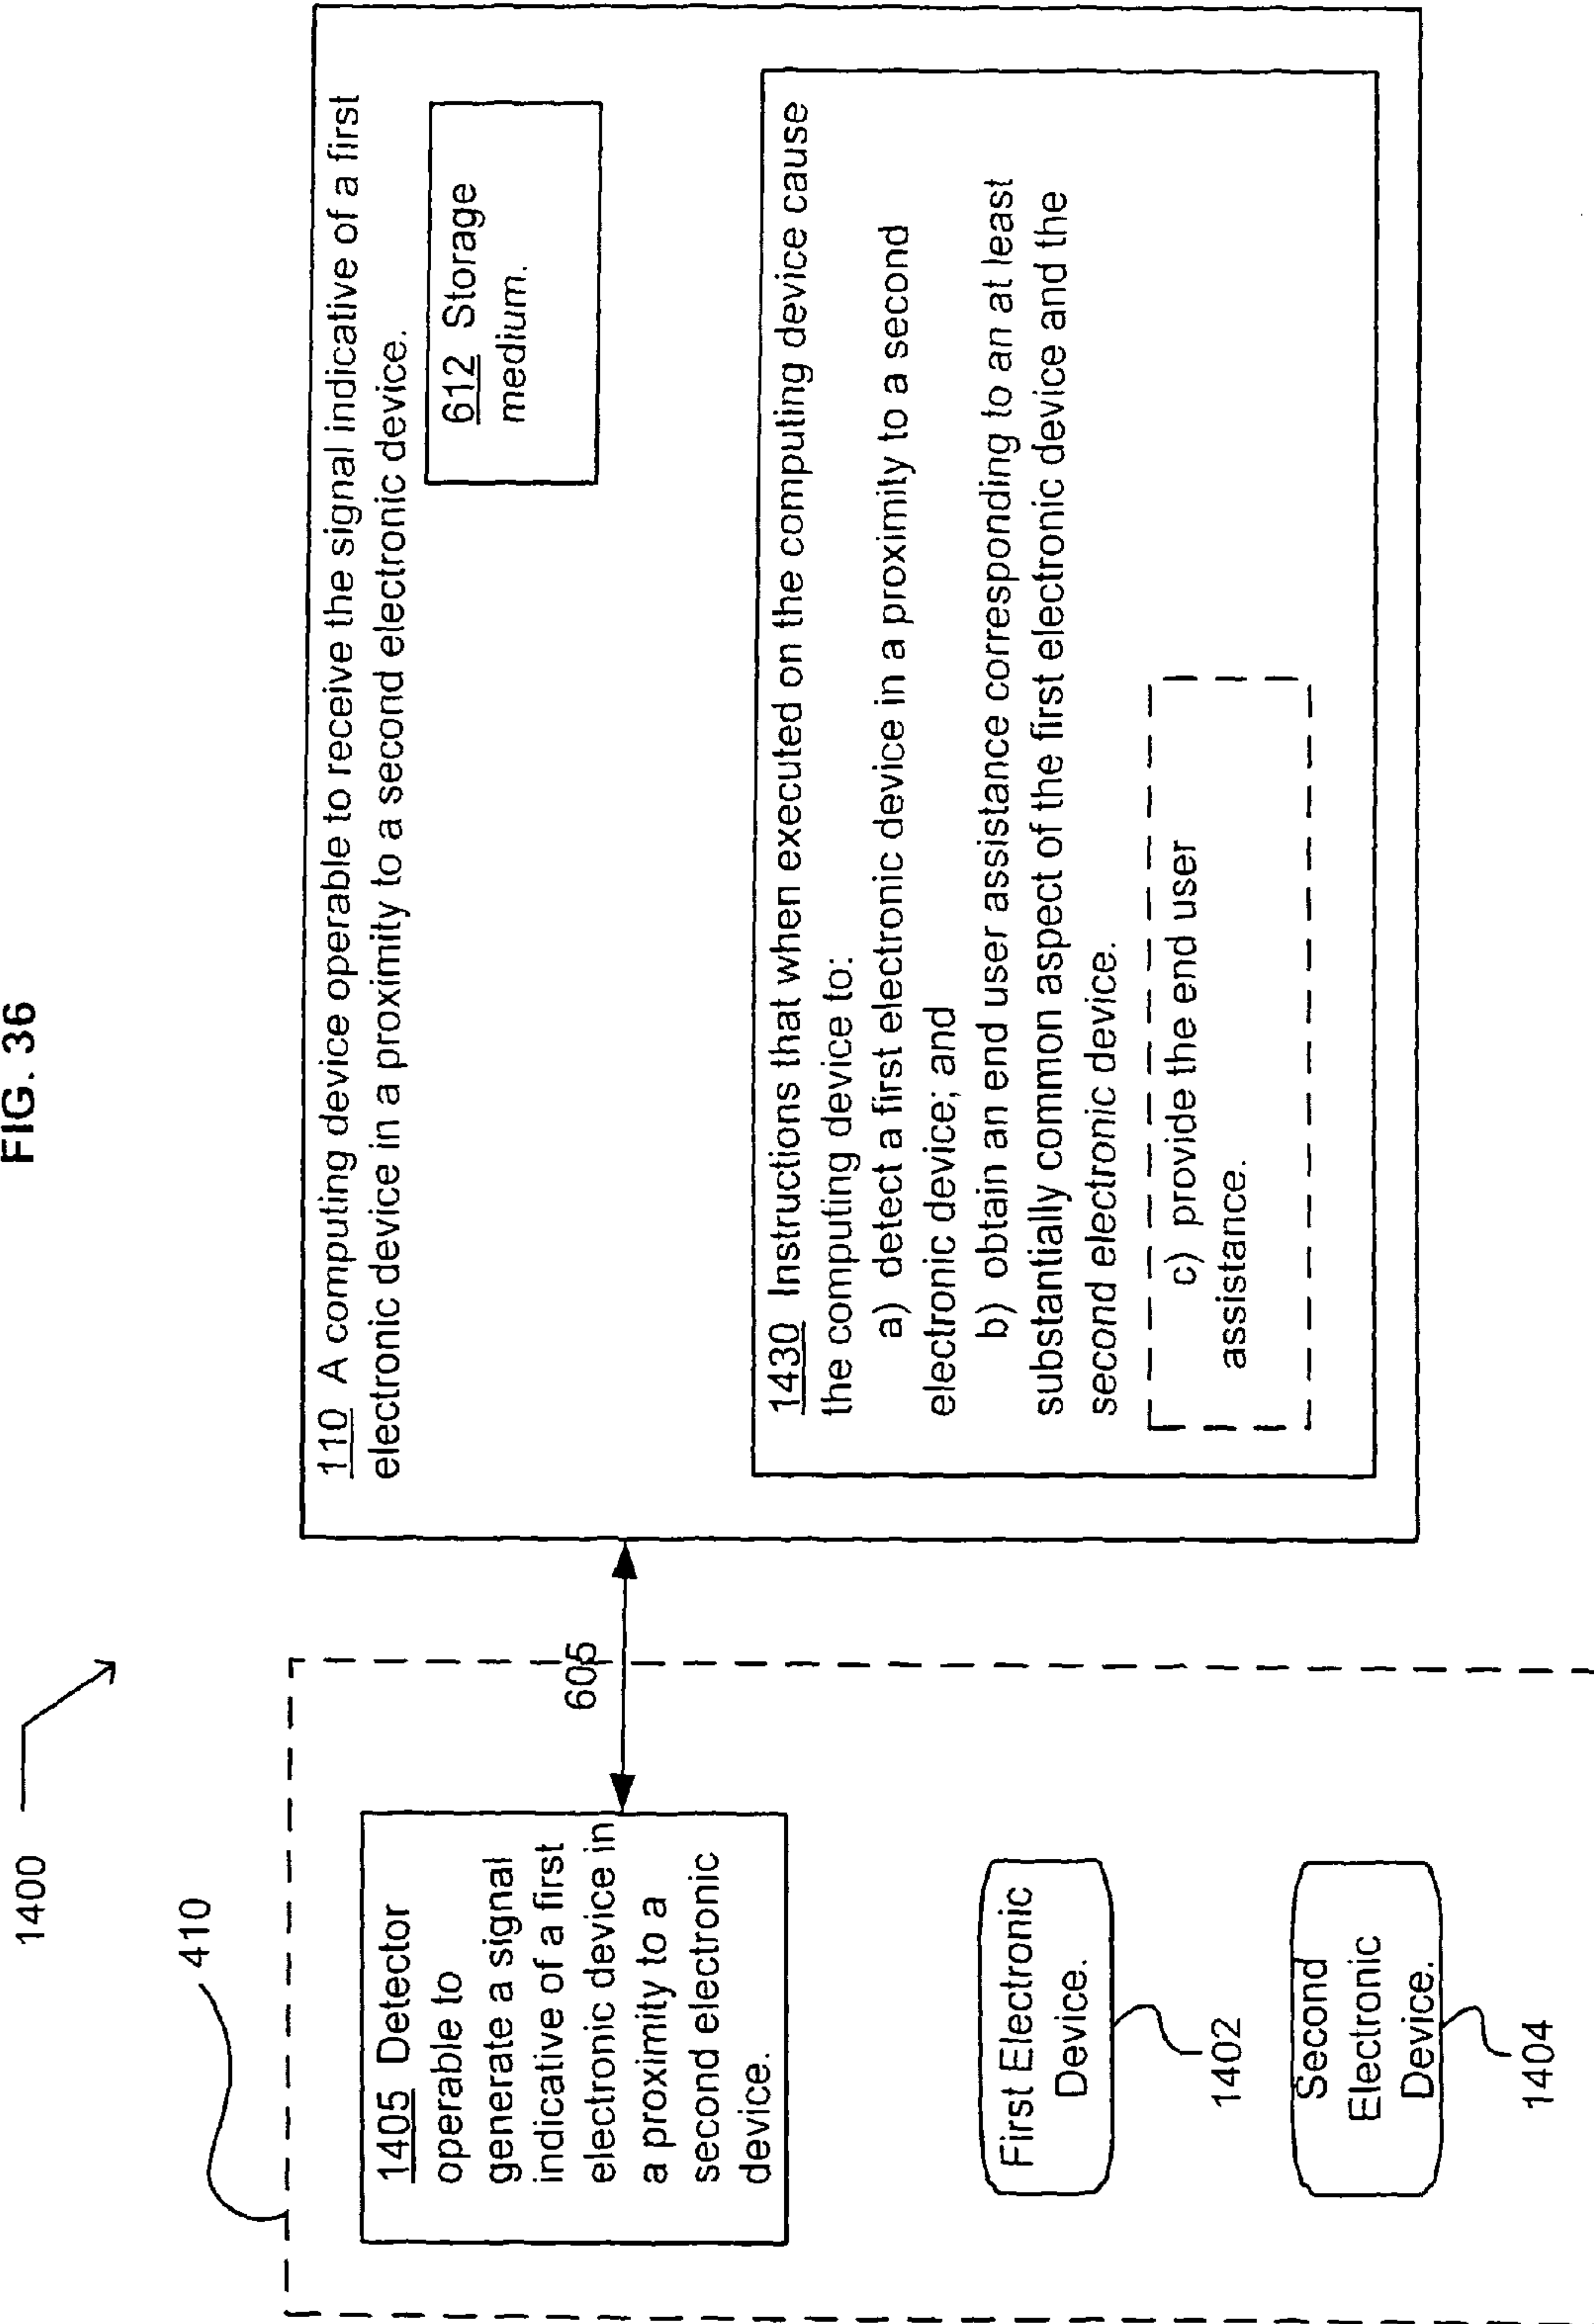 FIG. 36
1400
410
1405 Detector
operable to
generate a signal
indicative of a first
electronic device in
a proximity to a
second electronic
device.
First Electronic
Device.
1402
Second
Electronic
Device.
1404
605
110 A computing device operable to receive the signal indicative of a first
electronic device in a proximity to a second electronic device.
612 Storage
medium.
1430 Instructions that when executed on the computing device cause
the computing device to:
a) detect a first electronic device in a proximity to a second
electronic device; and
b) obtain an end user assistance corresponding to an at least
substantially common aspect of the first electronic device and the
second electronic device.
c) provide the end user
assistance.